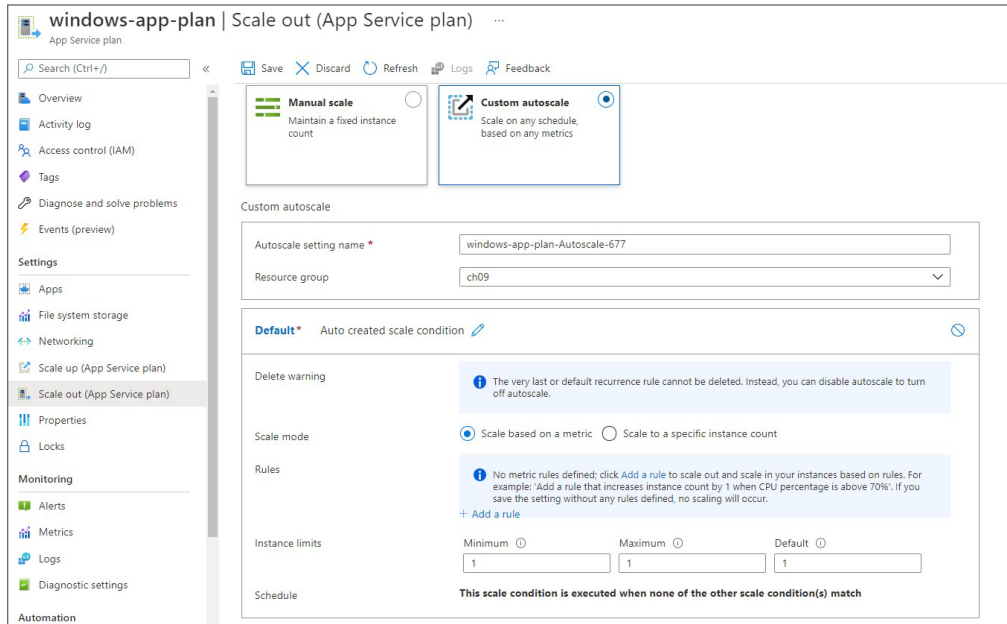 windows-app-plan | Scale out (App Service plan) ...
App Service plan
Search (Ctrl+/)
«
Save
Discard
Refresh
Logs
Feedback
Overview
Activity log
Access control (IAM)
Tags
Diagnose and solve problems
Events (preview)
Settings
Apps
File system storage
Networking
Scale up (App Service plan)
Scale out (App Service plan)
Properties
Locks
Monitoring
Alerts
Metrics
Logs
Diagnostic settings
Automation
Manual scale
Maintain a fixed instance
count
Custom autoscale
Scale on any schedule,
based on any metrics
Custom autoscale
Autoscale setting name *
windows-app-plan-Autoscale-677
Resource group
ch09
Default* Auto created scale condition
Delete warning
The very last or default recurrence rule cannot be deleted. Instead, you can disable autoscale to turn
off autoscale.
Scale mode
Scale based on a metric
Scale to a specific instance count
Rules
No metric rules defined; click Add a rule to scale out and scale in your instances based on rules. For
example: 'Add a rule that increases instance count by 1 when CPU percentage is above 70%'. If you
save the setting without any rules defined, no scaling will occur.
+ Add a rule
Instance limits
Minimum
1
Maximum
1
Default
1
Schedule
This scale condition is executed when none of the other scale condition(s) match